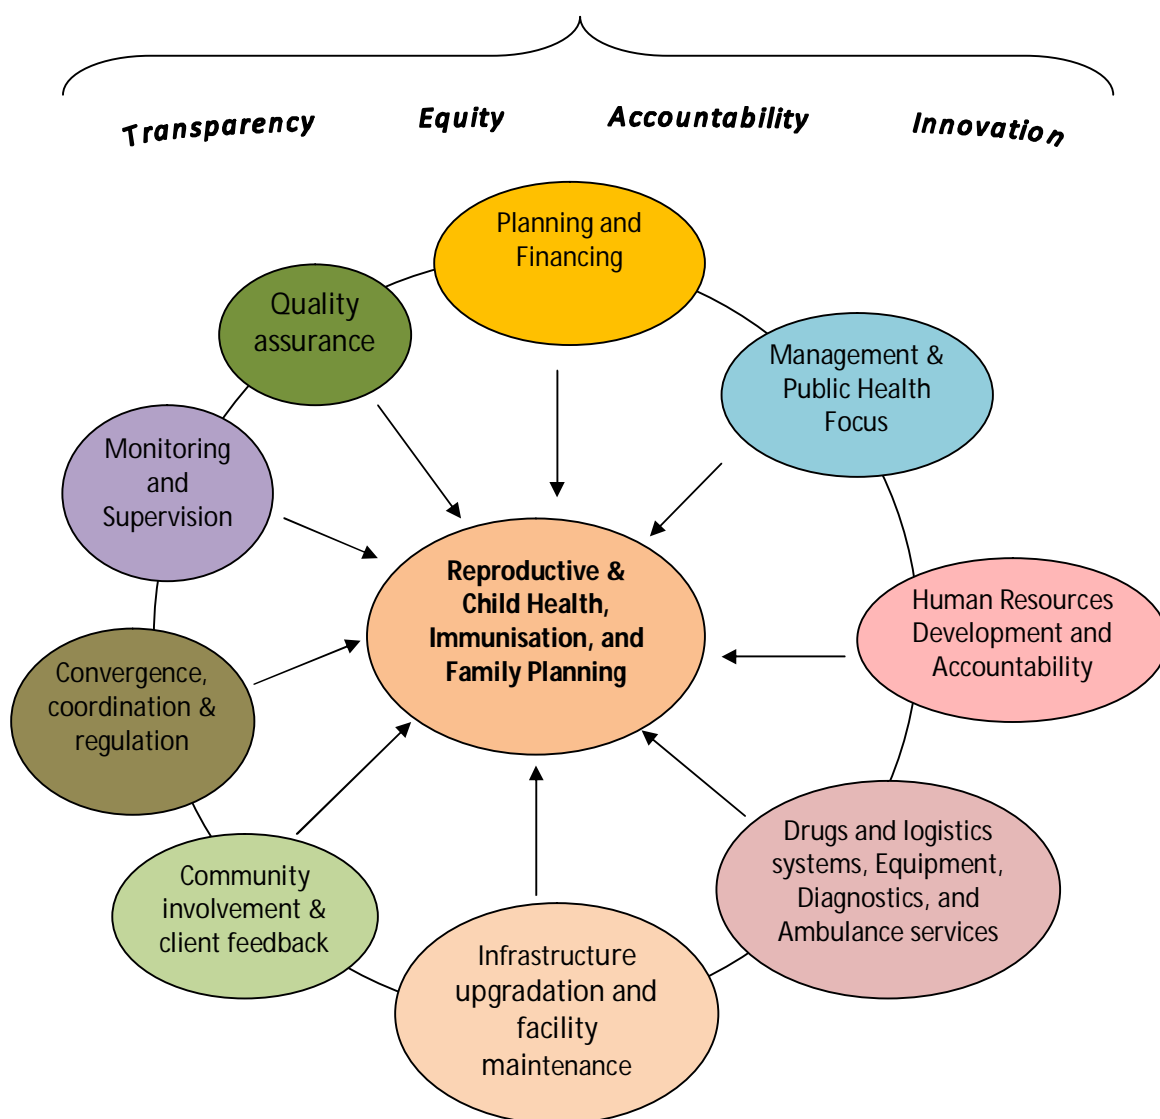 Transparency Equity Accountability Innovation
Planning and
Financing
Quality
assurance
Management &
Public Health
Focus
Monitoring
and
Supervision
Reproductive &
Child Health,
Immunisation, and
Family Planning
Human Resources
Development and
Accountability
Convergence,
coordination &
regulation
Drugs and logistics
systems, Equipment,
Diagnostics, and
Ambulance services
Community
involvement &
client feedback
Infrastructure
upgradation and
facility
maintenance